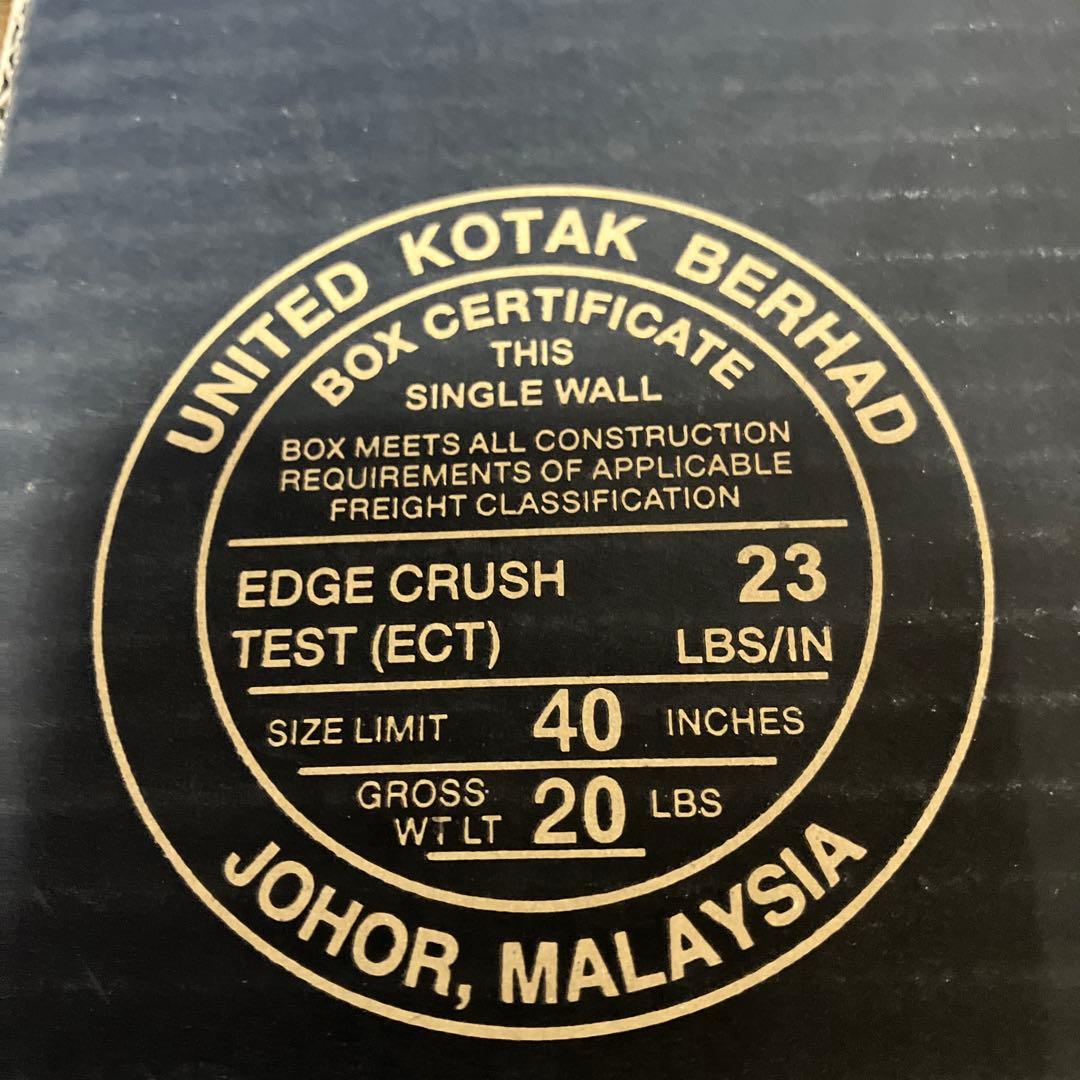 UNITED KOTAK BERHAD
BOX CERTIFICATE
THIS
SINGLE WALL
BOX MEETS ALL CONSTRUCTION
REQUIREMENTS OF APPLICABLE
FREIGHT CLASSIFICATION
EDGE CRUSH 23
TEST (ECT) LBS/IN
SIZE LIMIT 40 INCHES
GROSS
WT LT 20 LBS
JOHOR, MALAYSIA